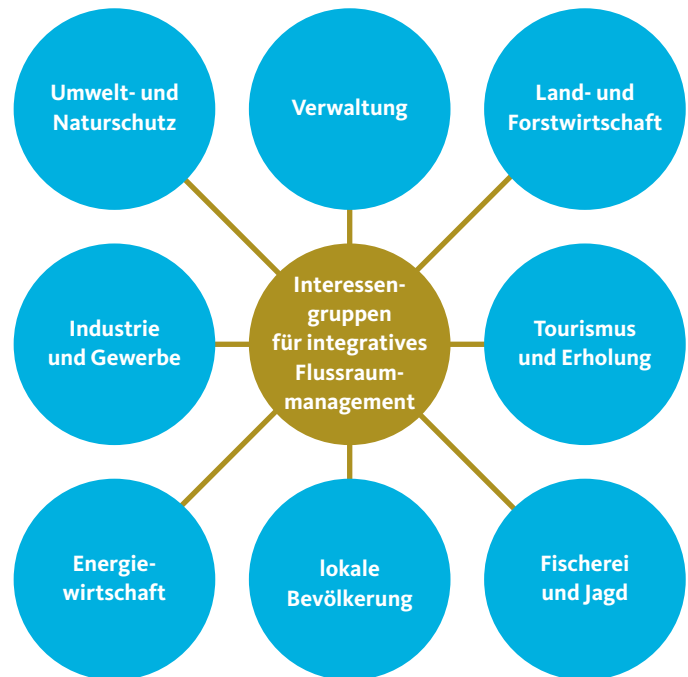 Umwelt- und
Naturschutz
Verwaltung
Land- und
Forstwirtschaft
Industrie
und Gewerbe
Interessen-
gruppen
für integratives
Flussraum-
management
Tourismus
und Erholung
Energie-
wirtschaft
lokale
Bevölkerung
Fischerei
und Jagd